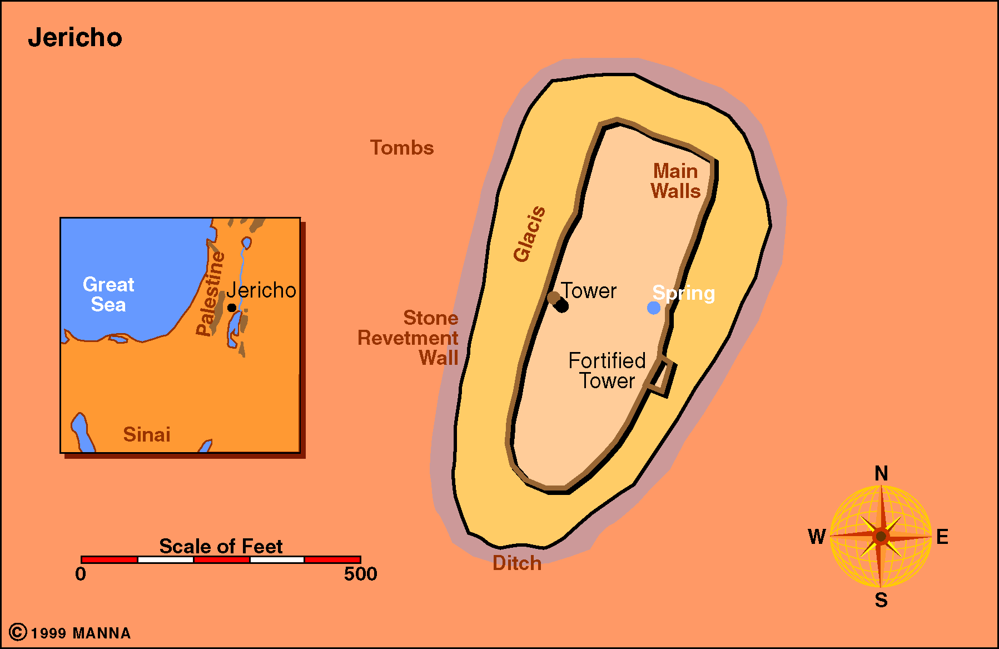 Jericho
Tombs
Main
Walls
Glacis
Great
Sea
Palestine
Jericho
Tower
Spring
Stone
Revetment
Wall
Fortified
Tower
Sinai
N
W
E
S
Scale of Feet
0
500
Ditch
© 1999 MANNA